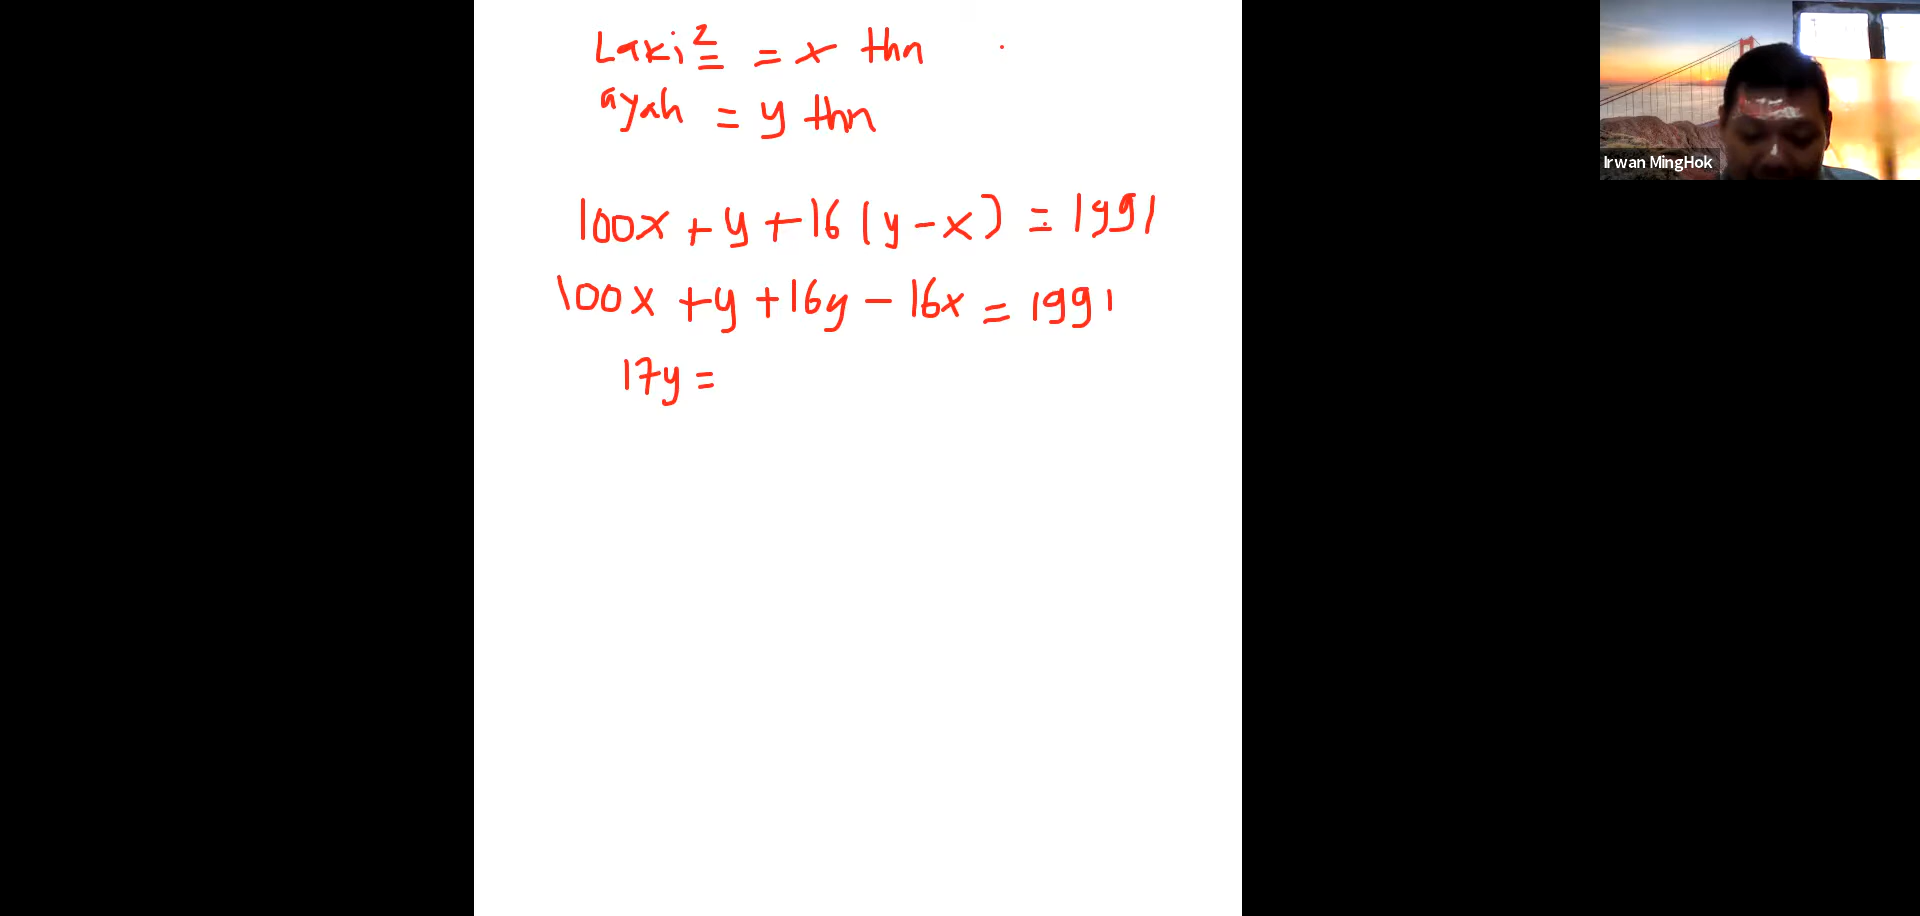 Laki² = x thn
ayah = y thn
100x + y + 16 (y - x) = 1991
100x + y + 16y - 16x = 1991
17y =
Irwan MingHok